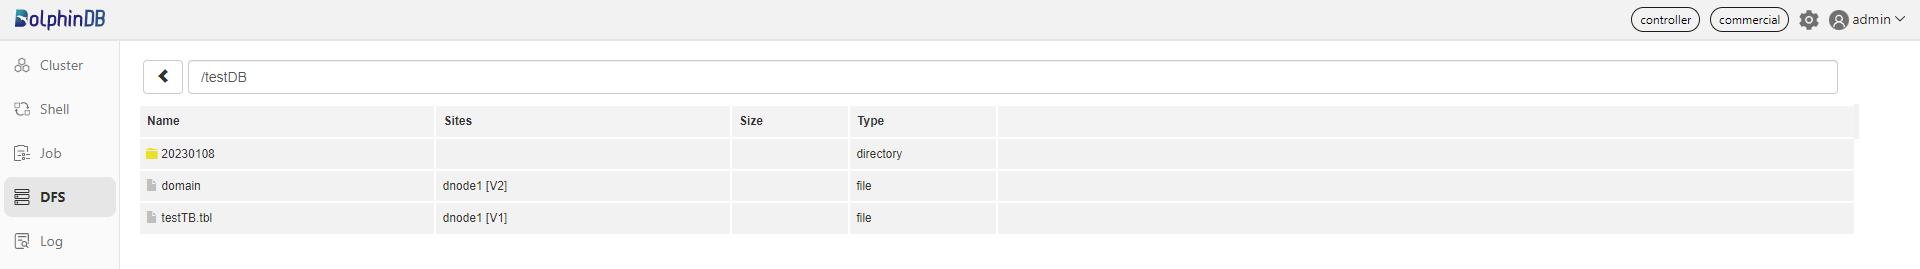 DolphinDB
controller commercial admin
Cluster
Shell
Job
DFS
Log
/testDB
Name Sites Size Type
20230108 directory
domain dnode1 [V2] file
testTB.tbl dnode1 [V1] file